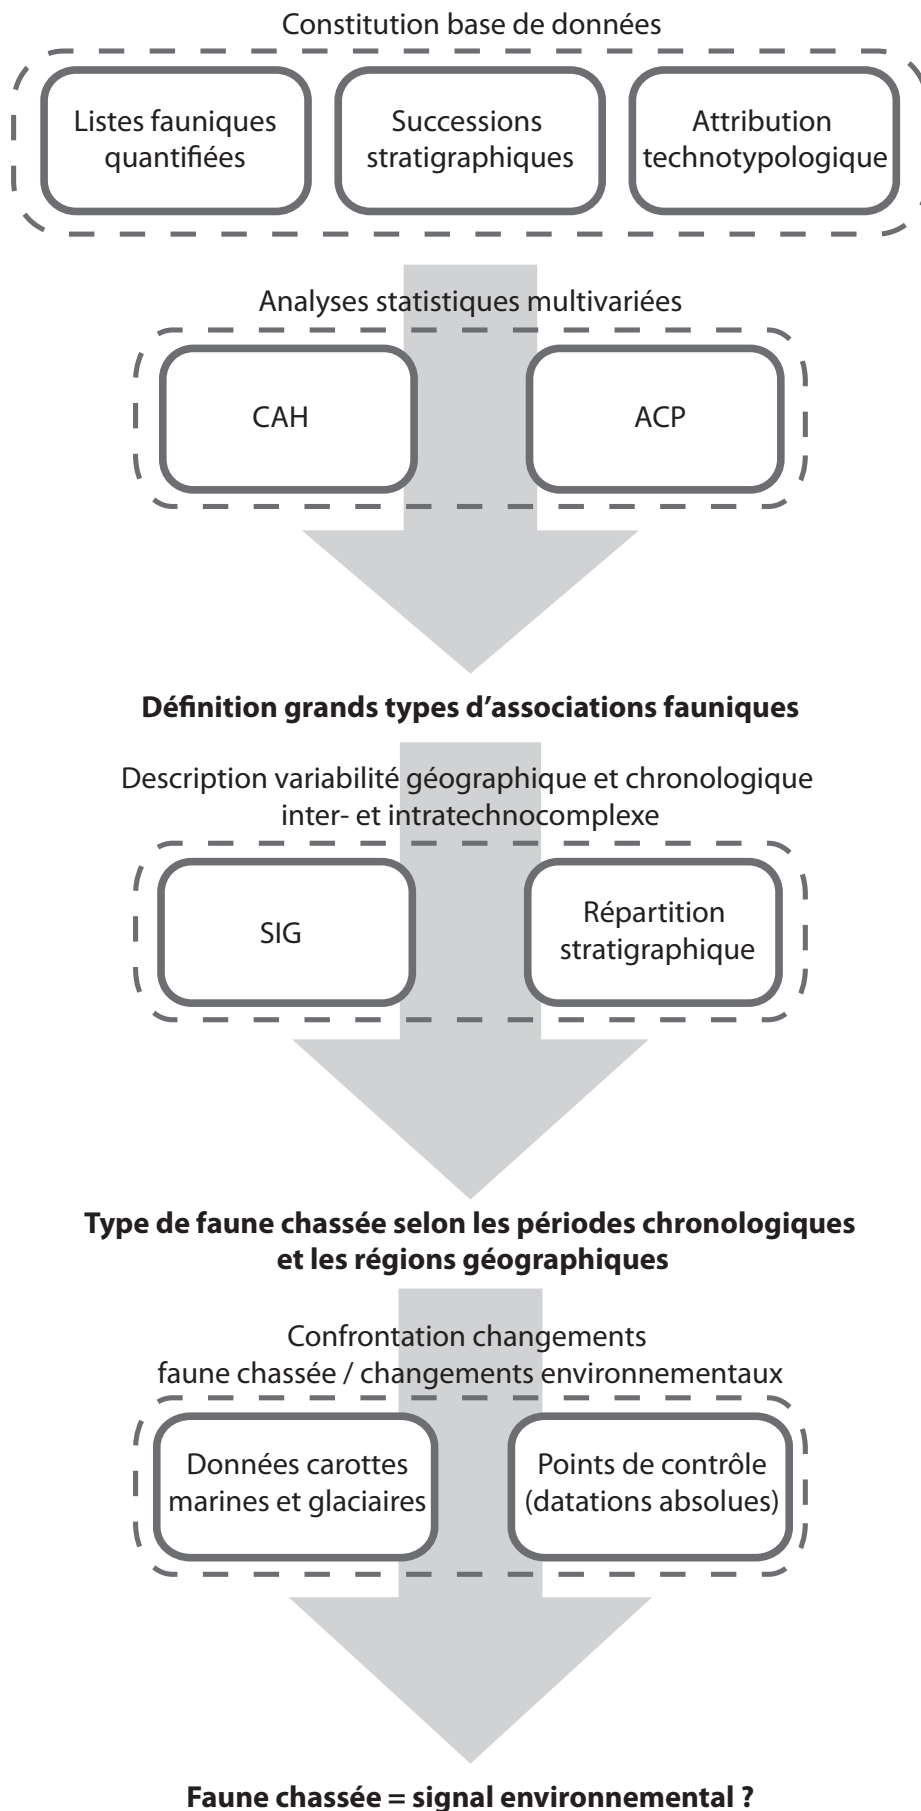 Constitution base de données
Listes fauniques
quantifiées
Successions
stratigraphiques
Attribution
technotypologique
Analyses statistiques multivariées
CAH
ACP
Définition grands types d’associations fauniques
Description variabilité géographique et chronologique
inter- et intratechnocomplexe
SIG
Répartition
stratigraphique
Type de faune chassée selon les périodes chronologiques
et les régions géographiques
Confrontation changements
faune chassée / changements environnementaux
Données carottes
marines et glaciaires
Points de contrôle
(datations absolues)
Faune chassée = signal environnemental ?